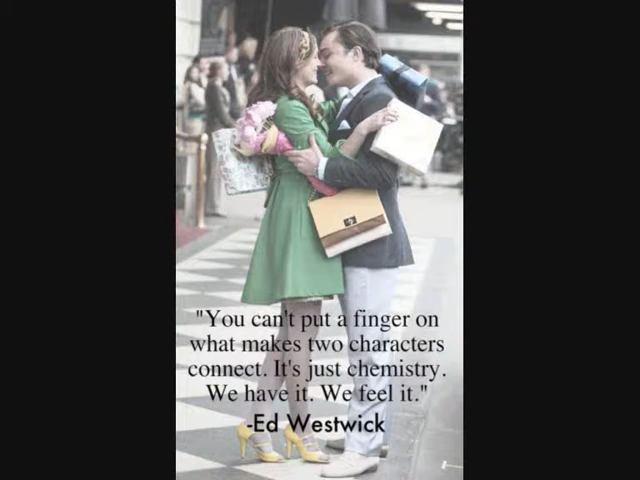 "You can't put a finger on
what makes two characters
connect. It's just chemistry.
We have it. We feel it."
-Ed Westwick